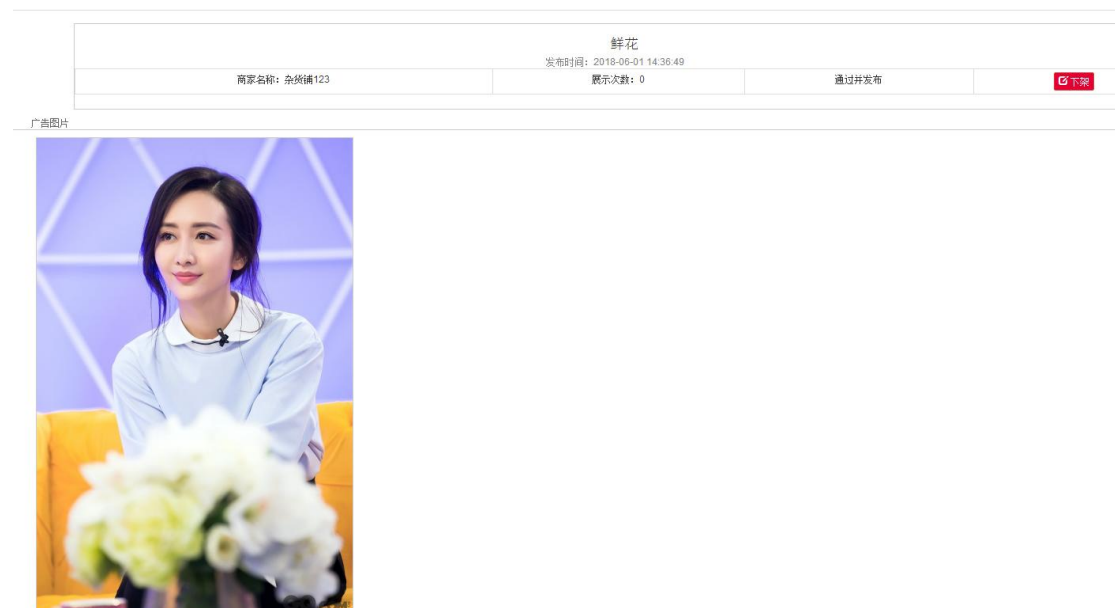 鲜花
发布时间：2018-06-01 14:36:49
商家名称：杂货铺123 展示次数：0 通过并发布 下架
广告图片